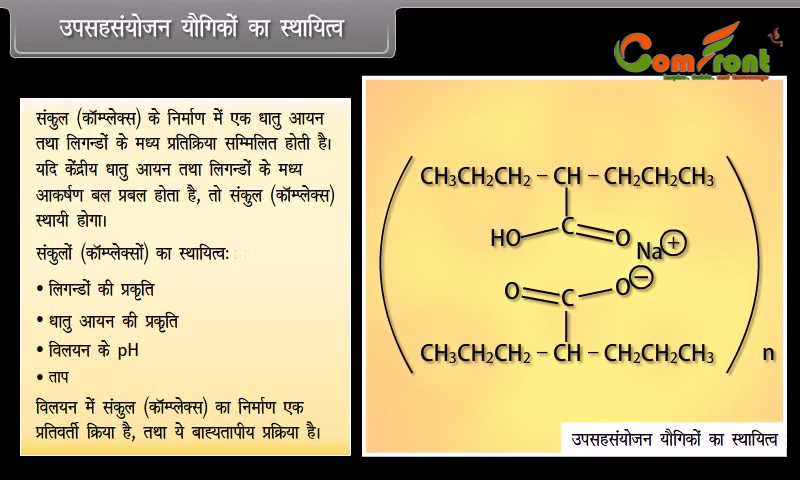 उपसहसंयोजन यौगिकों का स्थायित्व
ComFront
संकुल (कॉम्प्लेक्स) के निर्माण में एक धातु आयन
तथा लिगन्डों के मध्य प्रतिक्रिया सम्मिलित होती है।
यदि केंद्रीय धातु आयन तथा लिगन्डों के मध्य
आकर्षण बल प्रबल होता है, तो संकुल (कॉम्प्लेक्स)
स्थायी होगा।
संकुलों (कॉम्प्लेक्सों) का स्थायित्वः
• लिगन्डों की प्रकृति
• धातु आयन की प्रकृति
• विलयन के pH
• ताप
विलयन में संकुल (कॉम्प्लेक्स) का निर्माण एक
प्रतिवर्ती क्रिया है, तथा ये बाह्यतापीय प्रक्रिया है।
CH₃CH₂CH₂ – CH – CH₂CH₂CH₃
HO C O Na +
O C O −
CH₃CH₂CH₂ – CH – CH₂CH₂CH₃ n
उपसहसंयोजन यौगिकों का स्थायित्व